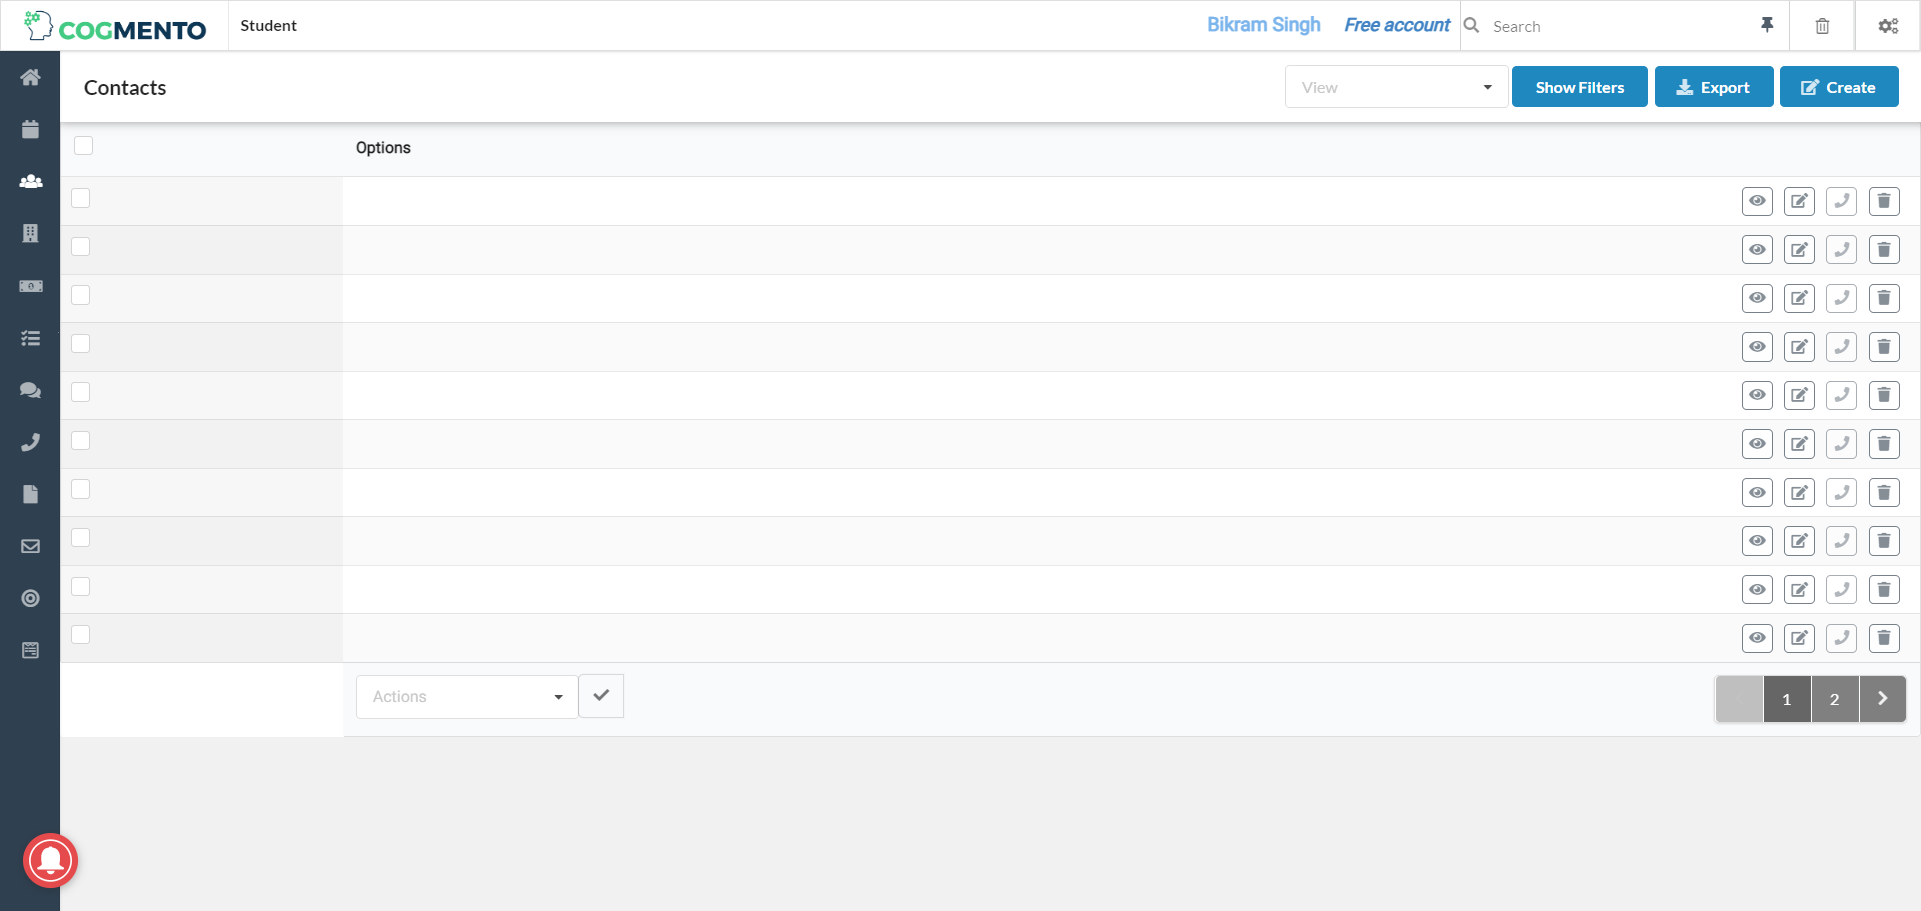 COGMENTO
Student
Bikram Singh
Free account
Search
Contacts
View
Show Filters
Export
Create
Options
Actions
1
2